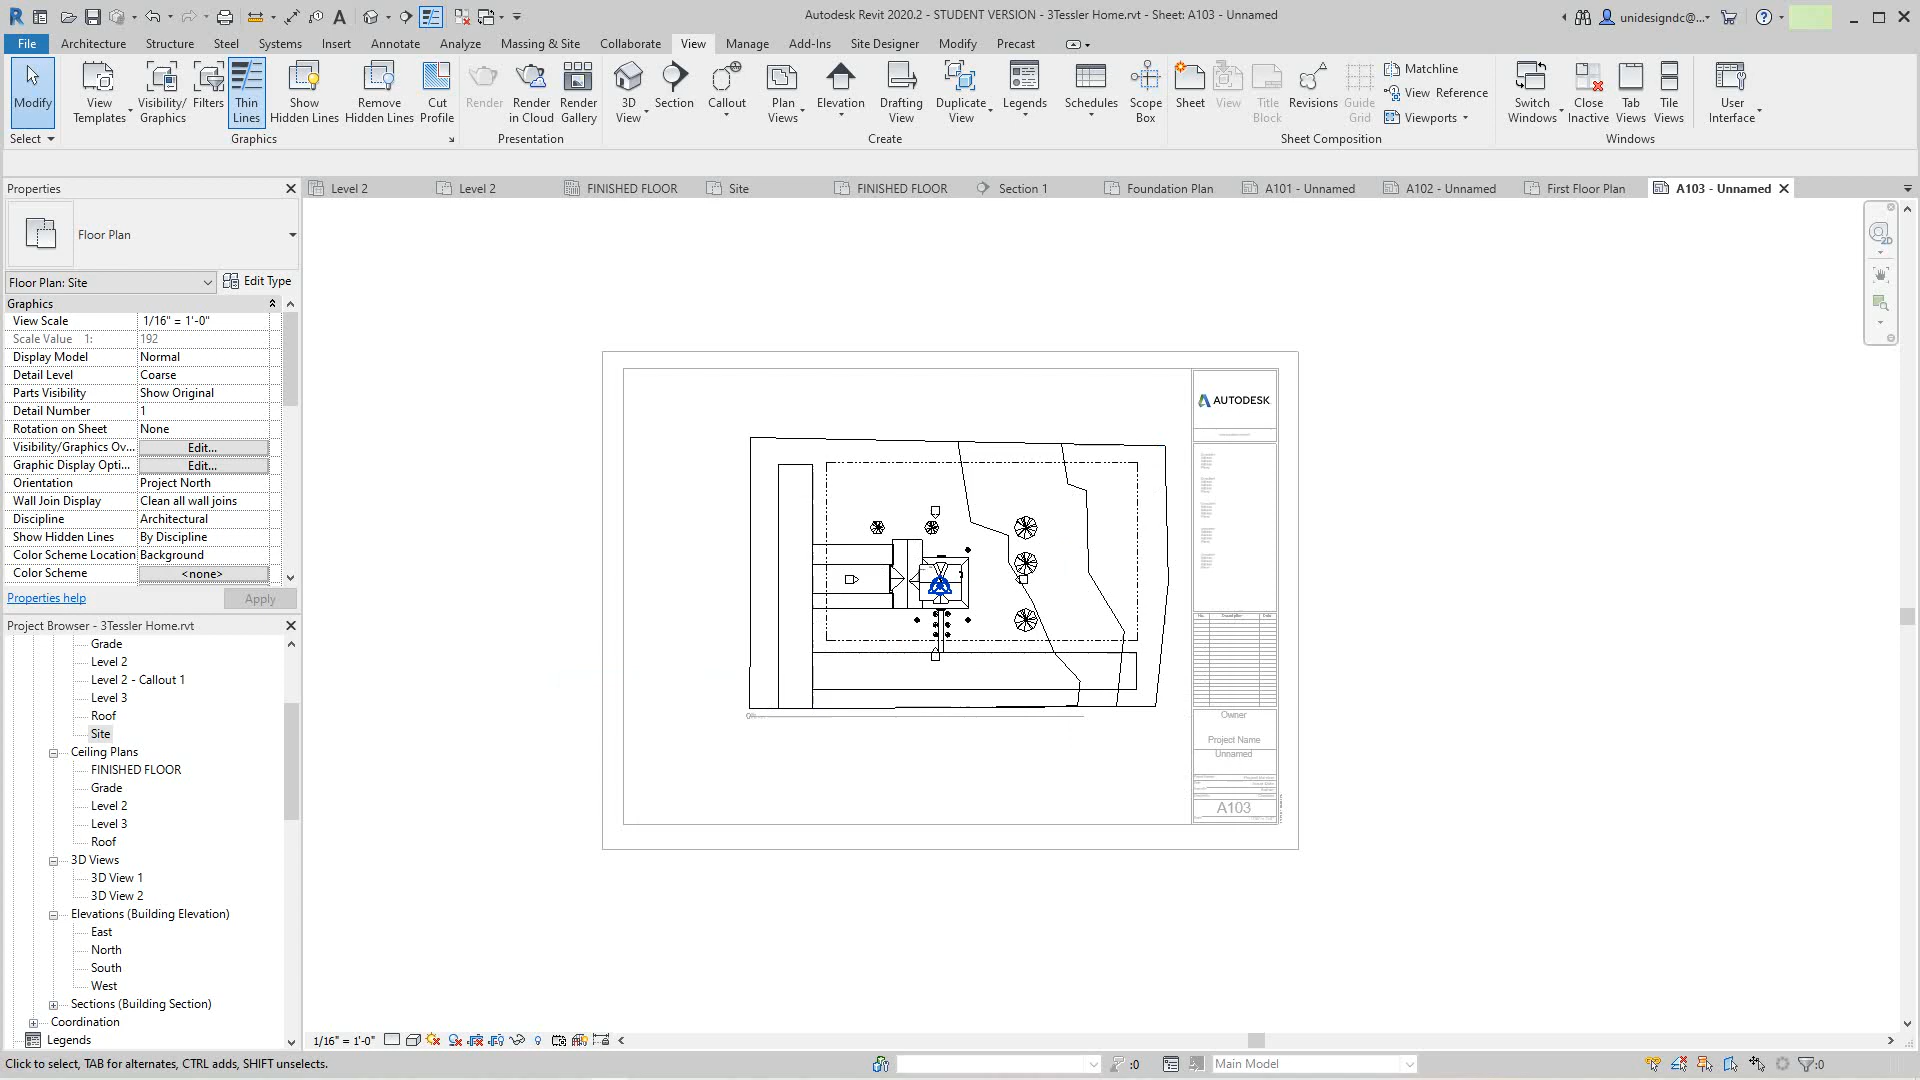 Autodesk Revit 2020.2 - STUDENT VERSION - 3Tessler Home.rvt - Sheet: A103 - Unnamed
unidesigndc@...
File
Architecture
Structure
Steel
Systems
Insert
Annotate
Analyze
Massing & Site
Collaborate
View
Manage
Add-Ins
Site Designer
Modify
Precast
Modify
View Templates
Visibility/ Graphics
Filters
Thin Lines
Show Hidden Lines
Remove Hidden Lines
Cut Profile
Render
Render in Cloud
Render Gallery
3D View
Section
Callout
Plan Views
Elevation
Drafting View
Duplicate View
Legends
Schedules
Scope Box
Sheet
View
Title Block
Revisions
Guide Grid
Matchline
View Reference
Viewports
Switch Windows
Close Inactive
Tab Views
Tile Views
User Interface
Select
Graphics
Presentation
Create
Sheet Composition
Windows
Properties
Level 2
Level 2
FINISHED FLOOR
Site
FINISHED FLOOR
Section 1
Foundation Plan
A101 - Unnamed
A102 - Unnamed
First Floor Plan
A103 - Unnamed
Floor Plan
Floor Plan: Site
Edit Type
Graphics
View Scale 1/16" = 1'-0"
Scale Value 1: 192
Display Model Normal
Detail Level Coarse
Parts Visibility Show Original
Detail Number 1
Rotation on Sheet None
Visibility/Graphics Ov... Edit...
Graphic Display Opti... Edit...
Orientation Project North
Wall Join Display Clean all wall joins
Discipline Architectural
Show Hidden Lines By Discipline
Color Scheme Location Background
Color Scheme <none>
Properties help
Apply
Project Browser - 3Tessler Home.rvt
Grade
Level 2
Level 2 - Callout 1
Level 3
Roof
Site
Ceiling Plans
FINISHED FLOOR
Grade
Level 2
Level 3
Roof
3D Views
3D View 1
3D View 2
Elevations (Building Elevation)
East
North
South
West
Sections (Building Section)
Coordination
Legends
2D
AUTODESK
No.
Description
Date
Owner
Project Name
Unnamed
A103
1/16" = 1'-0"
Click to select, TAB for alternates, CTRL adds, SHIFT unselects.
:0
Main Model
:0